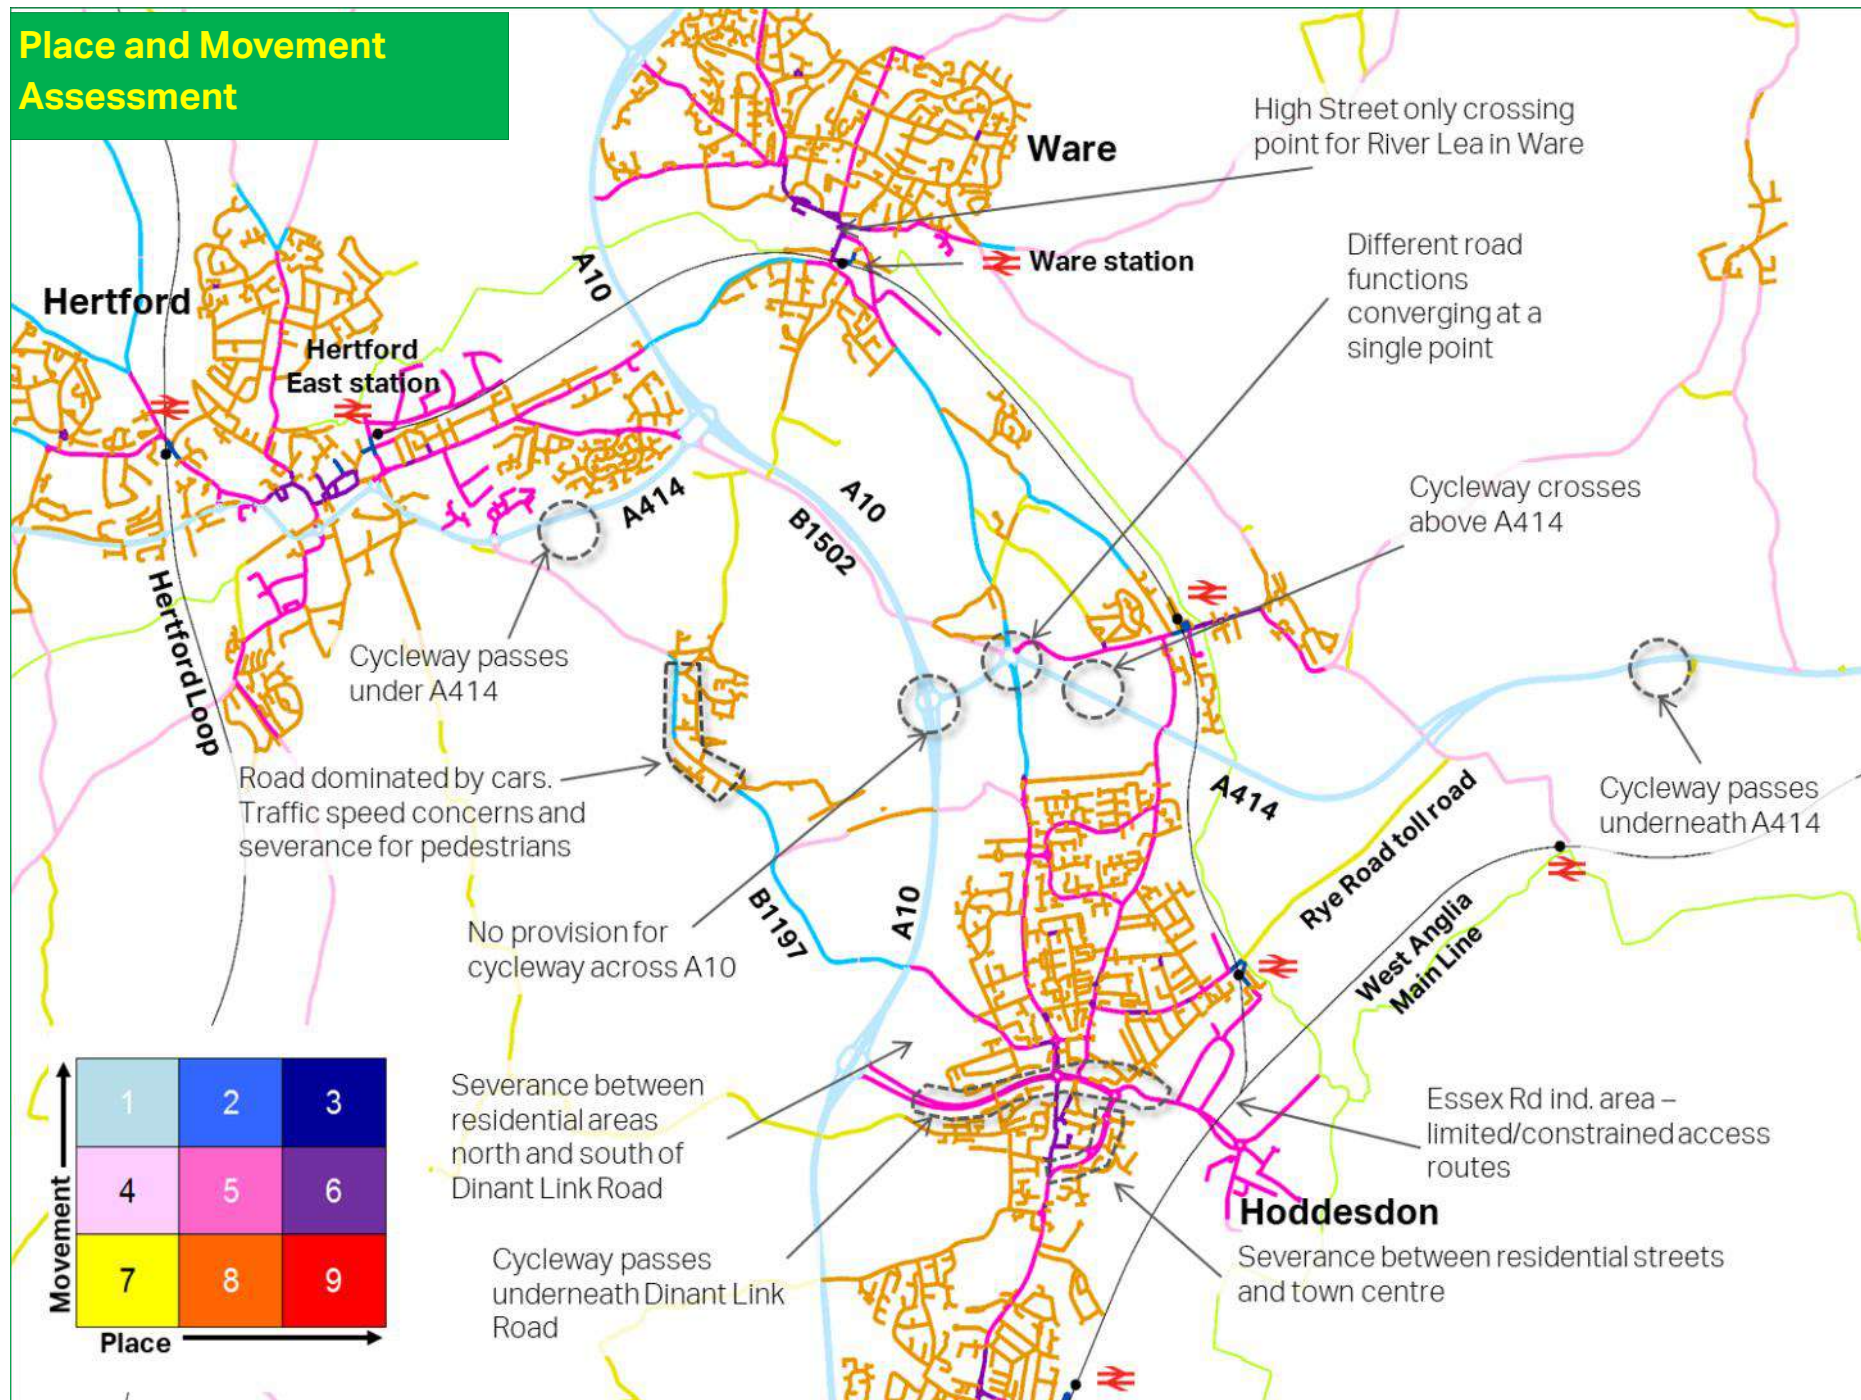 Place and Movement
Assessment
High Street only crossing
point for River Lea in Ware
Ware
Different road
functions
converging at a
single point
Ware station
A10
Hertford
Hertford
East station
Cycleway crosses
above A414
A414
A10
B1502
Hertford Loop
Cycleway passes
under A414
Road dominated by cars.
Traffic speed concerns and
severance for pedestrians
A414
Cycleway passes
underneath A414
Rye Road toll road
West Anglia
Main Line
No provision for
cycleway across A10
B1197
A10
Severance between
residential areas
north and south of
Dinant Link Road
Essex Rd ind. area –
limited/constrained access
routes
Hoddesdon
Severance between residential streets
and town centre
Cycleway passes
underneath Dinant Link
Road
Movement
1 2 3
4 5 6
7 8 9
Place